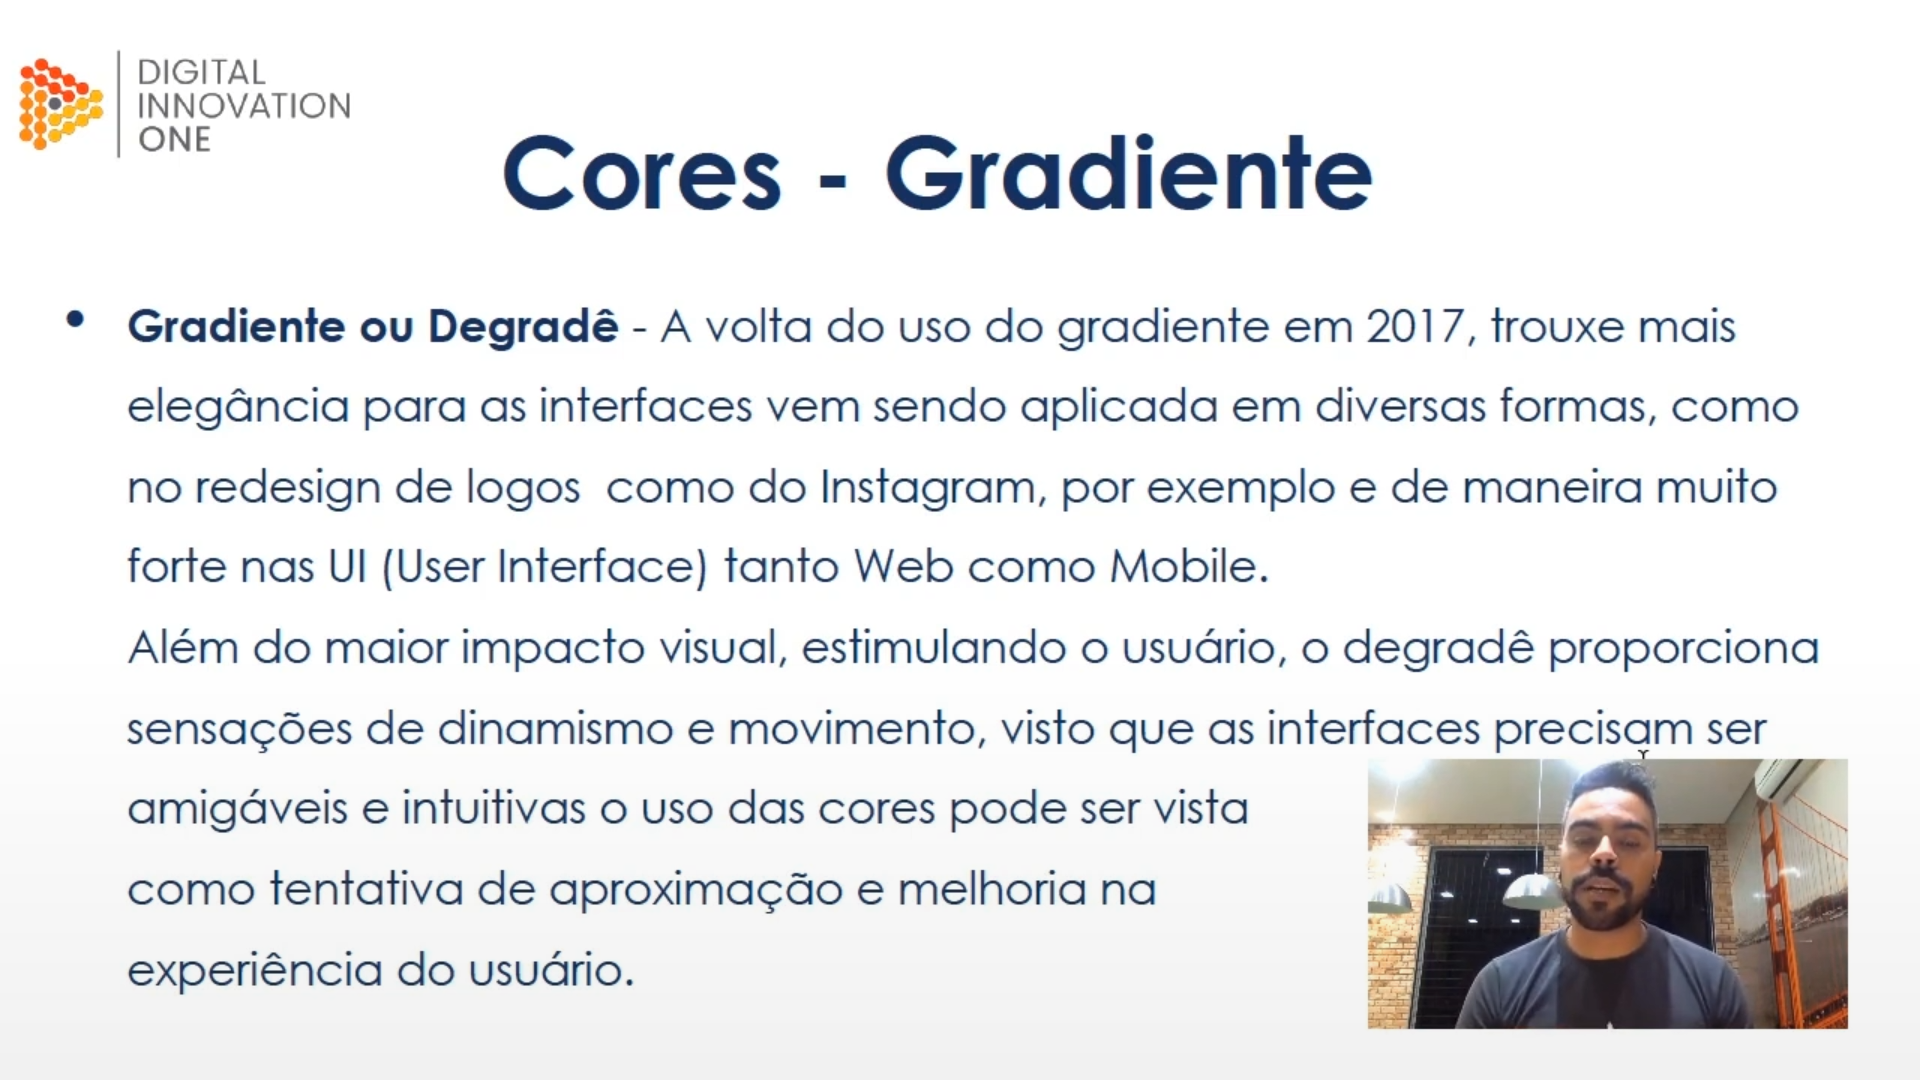 DIGITAL
INNOVATION
ONE
Cores - Gradiente
• Gradiente ou Degradê - A volta do uso do gradiente em 2017, trouxe mais
elegância para as interfaces vem sendo aplicada em diversas formas, como
no redesign de logos  como do Instagram, por exemplo e de maneira muito
forte nas UI (User Interface) tanto Web como Mobile.
Além do maior impacto visual, estimulando o usuário, o degradê proporciona
sensações de dinamismo e movimento, visto que as interfaces precisam ser
amigáveis e intuitivas o uso das cores pode ser vista
como tentativa de aproximação e melhoria na
experiência do usuário.